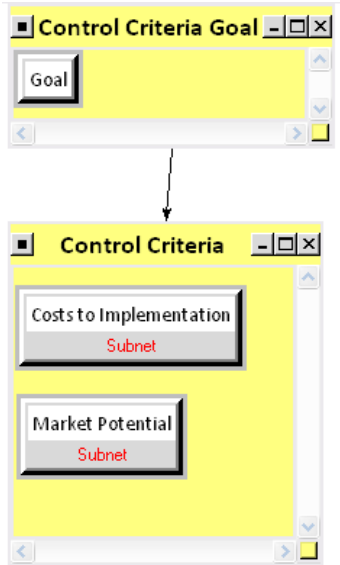 Control Criteria Goal
Goal
Control Criteria
Costs to Implementation
Subnet
Market Potential
Subnet